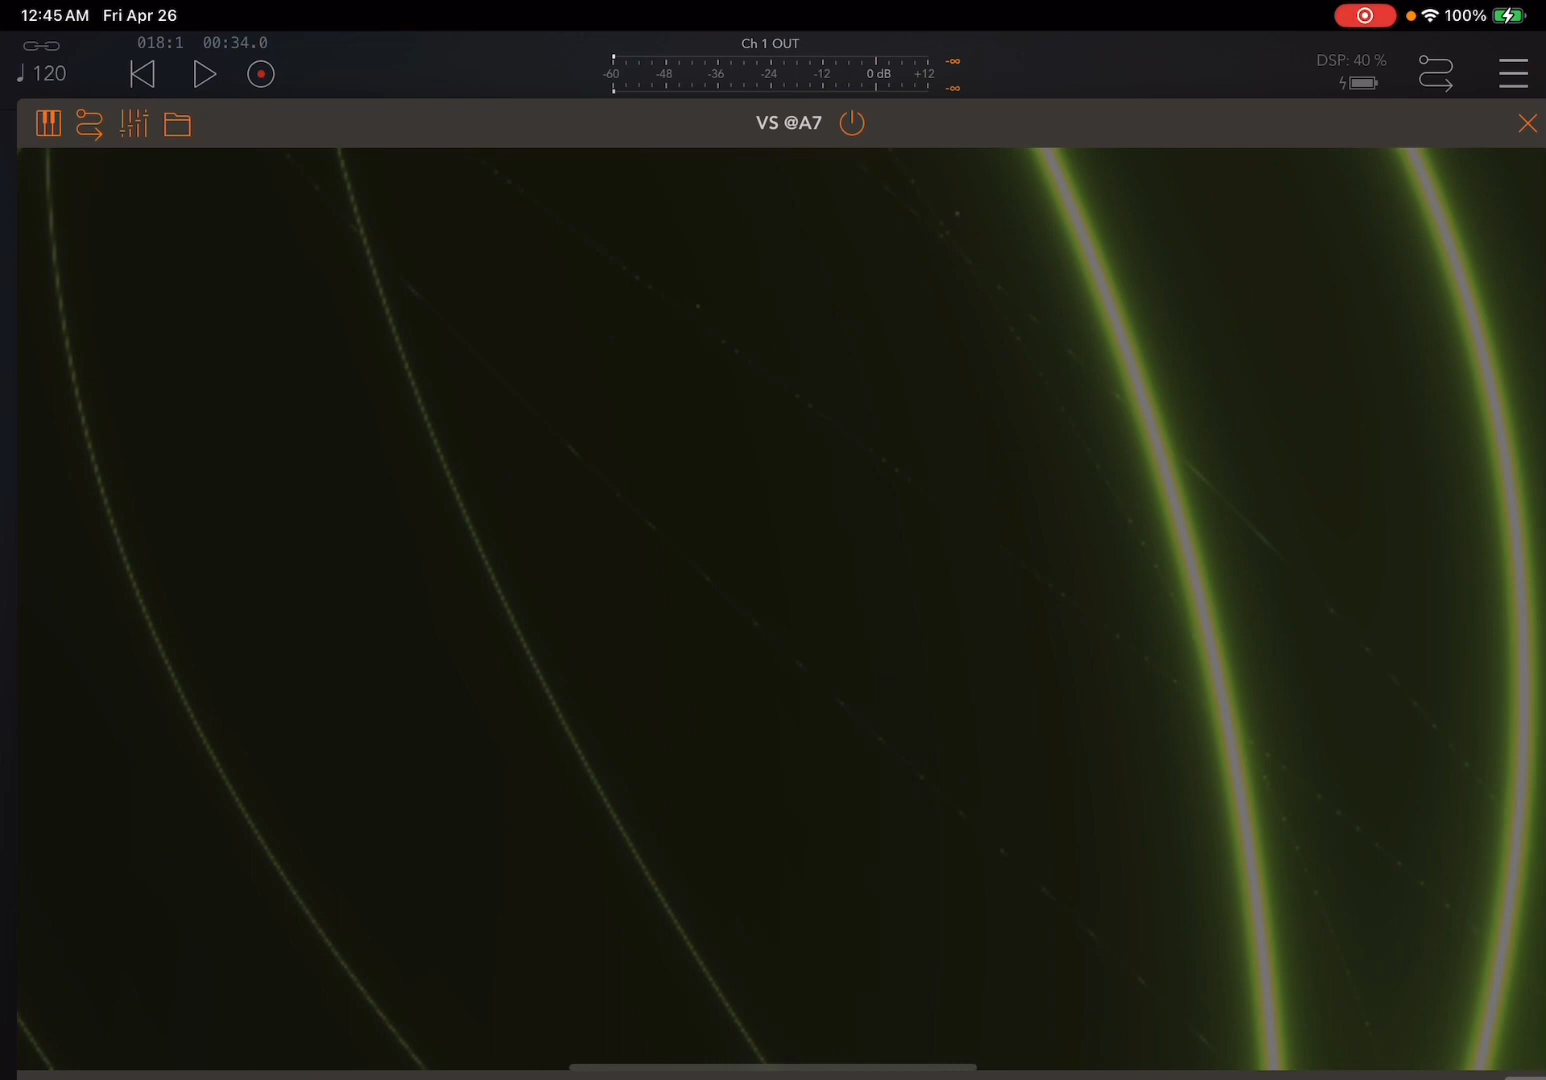 12:45 AM Fri Apr 26
100%
018:1 00:34.0
Ch 1 OUT
120
-60 -48 -36 -24 -12 0 dB +12
-∞
-∞
DSP: 40 %
VS @A7